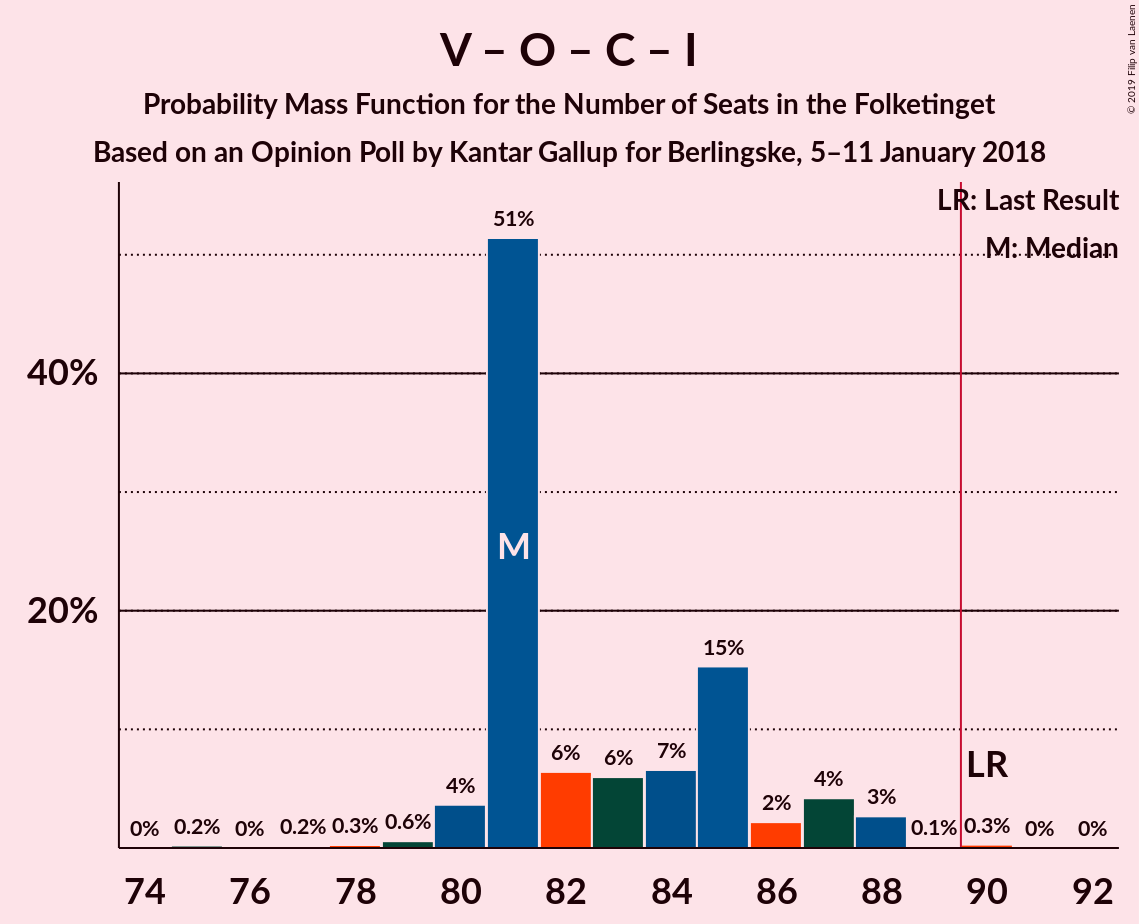 V – O – C – I
Probability Mass Function for the Number of Seats in the Folketinget
Based on an Opinion Poll by Kantar Gallup for Berlingske, 5–11 January 2018
© 2019 Filip van Laenen
LR: Last Result
M: Median
51%
40%
M
20%
15%
0%
0.2%
0%
0.2%
0.3%
0.6%
4%
6%
6%
7%
2%
4%
3%
0.1%
0.3%
0%
0%
LR
74 76 78 80 82 84 86 88 90 92